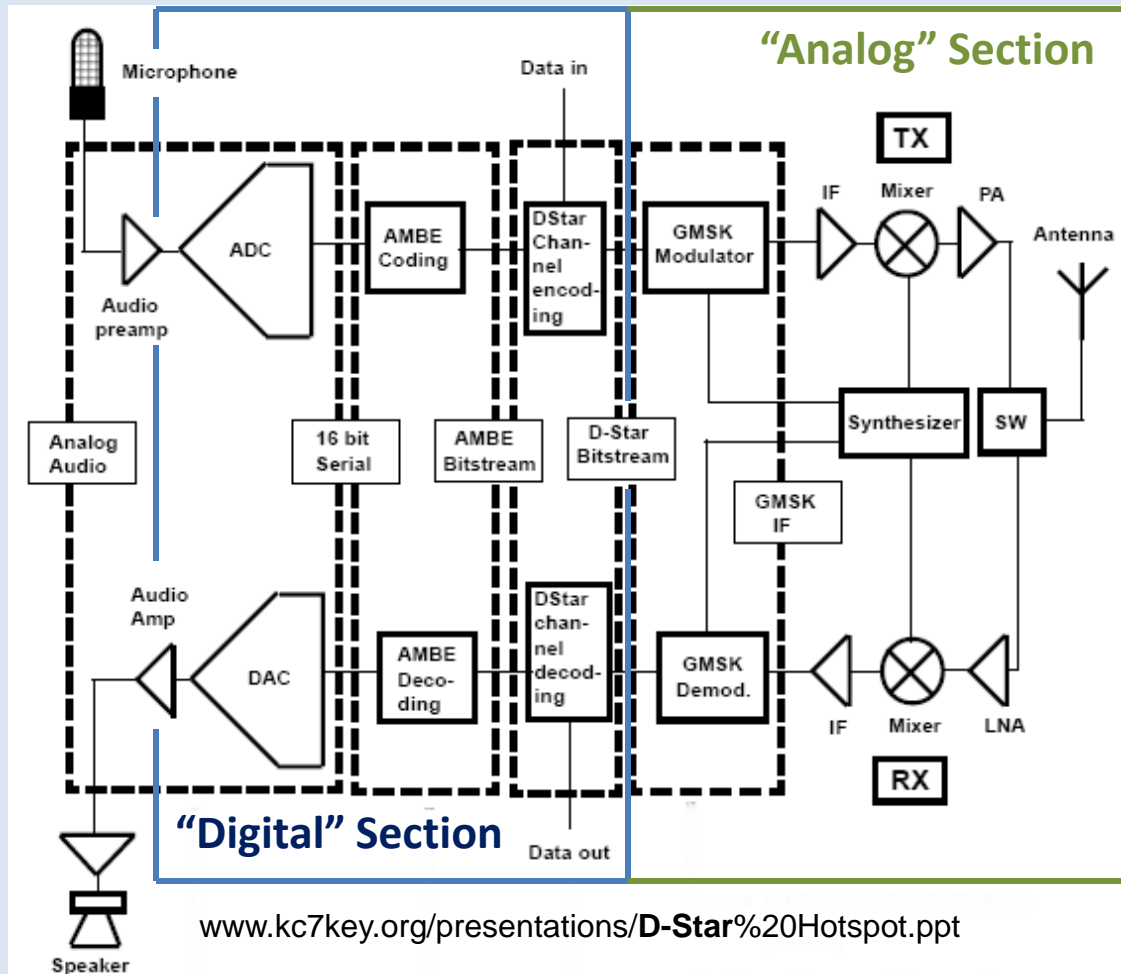 “Analog” Section
Microphone
Data in
TX
IF
Mixer
PA
Antenna
ADC
AMBE
Coding
DStar
Chan-
nel
encod-
ing
GMSK
Modulator
Audio
preamp
Analog
Audio
16 bit
Serial
AMBE
Bitstream
D-Star
Bitstream
Synthesizer
SW
GMSK
IF
Audio
Amp
DAC
AMBE
Deco-
ding
DStar
chan-
nel
decod-
ing
GMSK
Demod.
IF
Mixer
LNA
RX
“Digital” Section
Data out
www.kc7key.org/presentations/D-Star%20Hotspot.ppt
Speaker